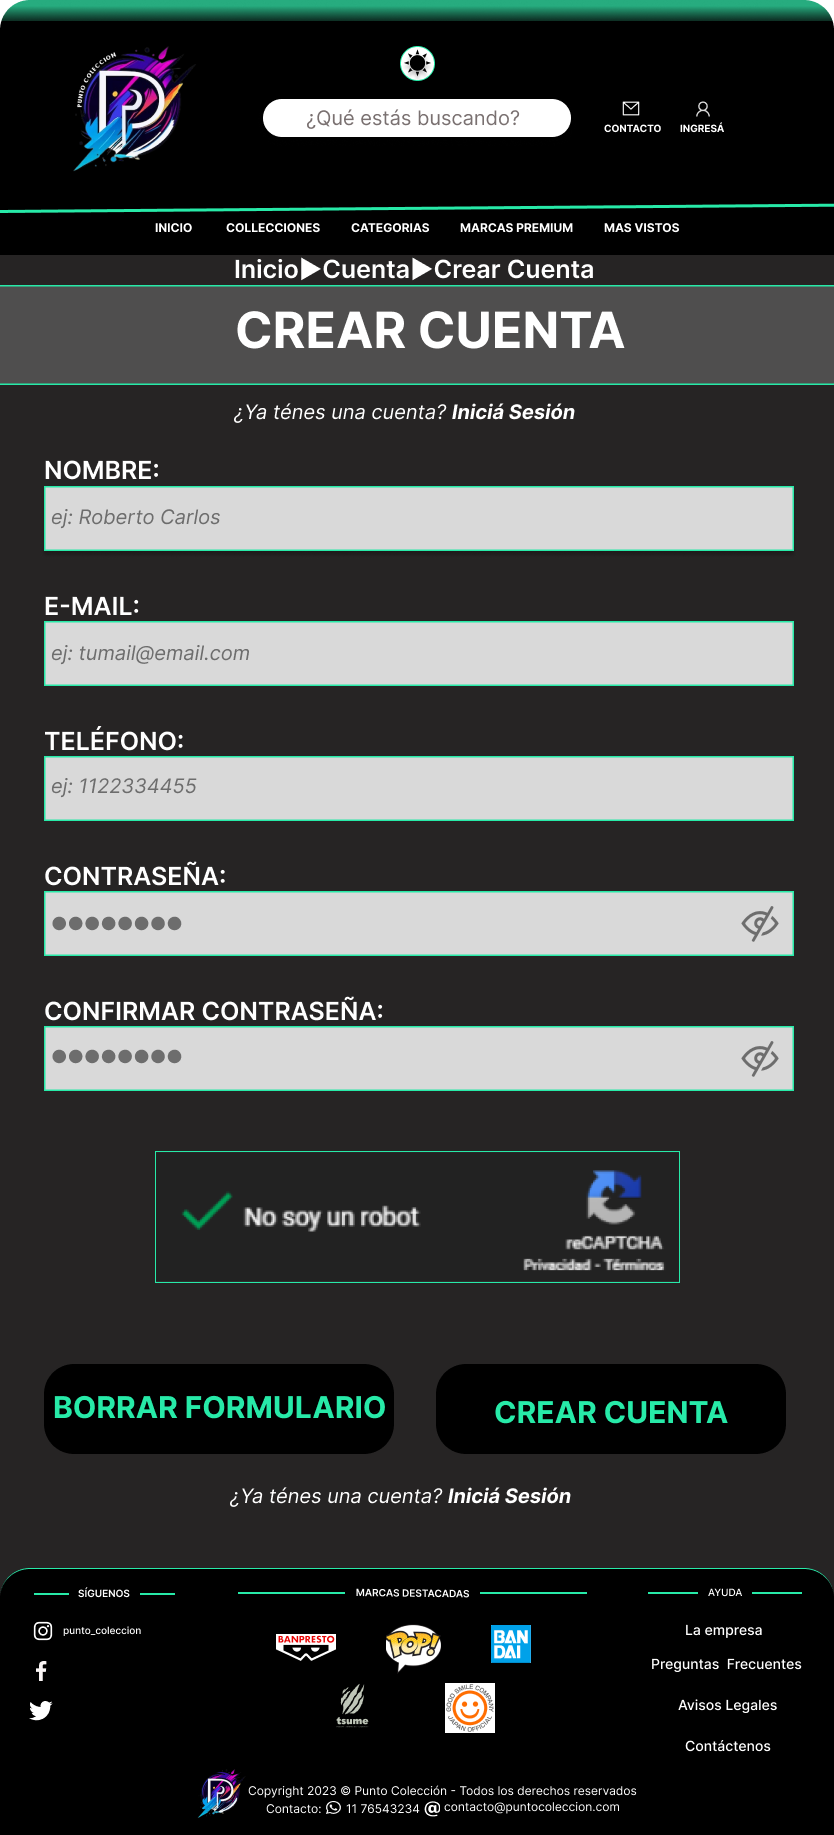 PUNTO COLECCION
¿Qué estás buscando?
CONTACTO INGRESÁ
INICIO COLLECCIONES CATEGORIAS MARCAS PREMIUM MAS VISTOS
Inicio▶Cuenta▶Crear Cuenta
CREAR CUENTA
¿Ya ténes una cuenta? Iniciá Sesión
NOMBRE:
ej: Roberto Carlos
E-MAIL:
ej: tumail@email.com
TELÉFONO:
ej: 1122334455
CONTRASEÑA:
●●●●●●●●
CONFIRMAR CONTRASEÑA:
●●●●●●●●
No soy un robot
reCAPTCHA
Privacidad - Términos
BORRAR FORMULARIO
CREAR CUENTA
¿Ya ténes una cuenta? Iniciá Sesión
SÍGUENOS
punto_coleccion
MARCAS DESTACADAS
BANPRESTO
POP!
BAN
DAI
tsume
GOOD SMILE COMPANY
JAPAN OFFICIAL
AYUDA
La empresa
Preguntas Frecuentes
Avisos Legales
Contáctenos
Copyright 2023 © Punto Colección - Todos los derechos reservados
Contacto: 11 76543234 @ contacto@puntocoleccion.com